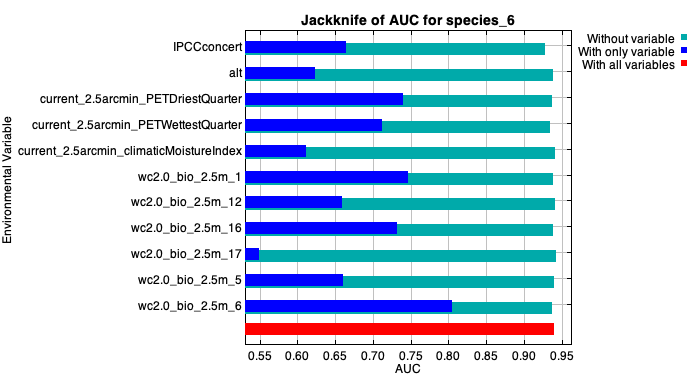 Jackknife of AUC for species_6
Without variable
With only variable
With all variables
Environmental Variable
IPCCconcert
alt
current_2.5arcmin_PETDriestQuarter
current_2.5arcmin_PETWettestQuarter
current_2.5arcmin_climaticMoistureIndex
wc2.0_bio_2.5m_1
wc2.0_bio_2.5m_12
wc2.0_bio_2.5m_16
wc2.0_bio_2.5m_17
wc2.0_bio_2.5m_5
wc2.0_bio_2.5m_6
0.55 0.60 0.65 0.70 0.75 0.80 0.85 0.90 0.95
AUC